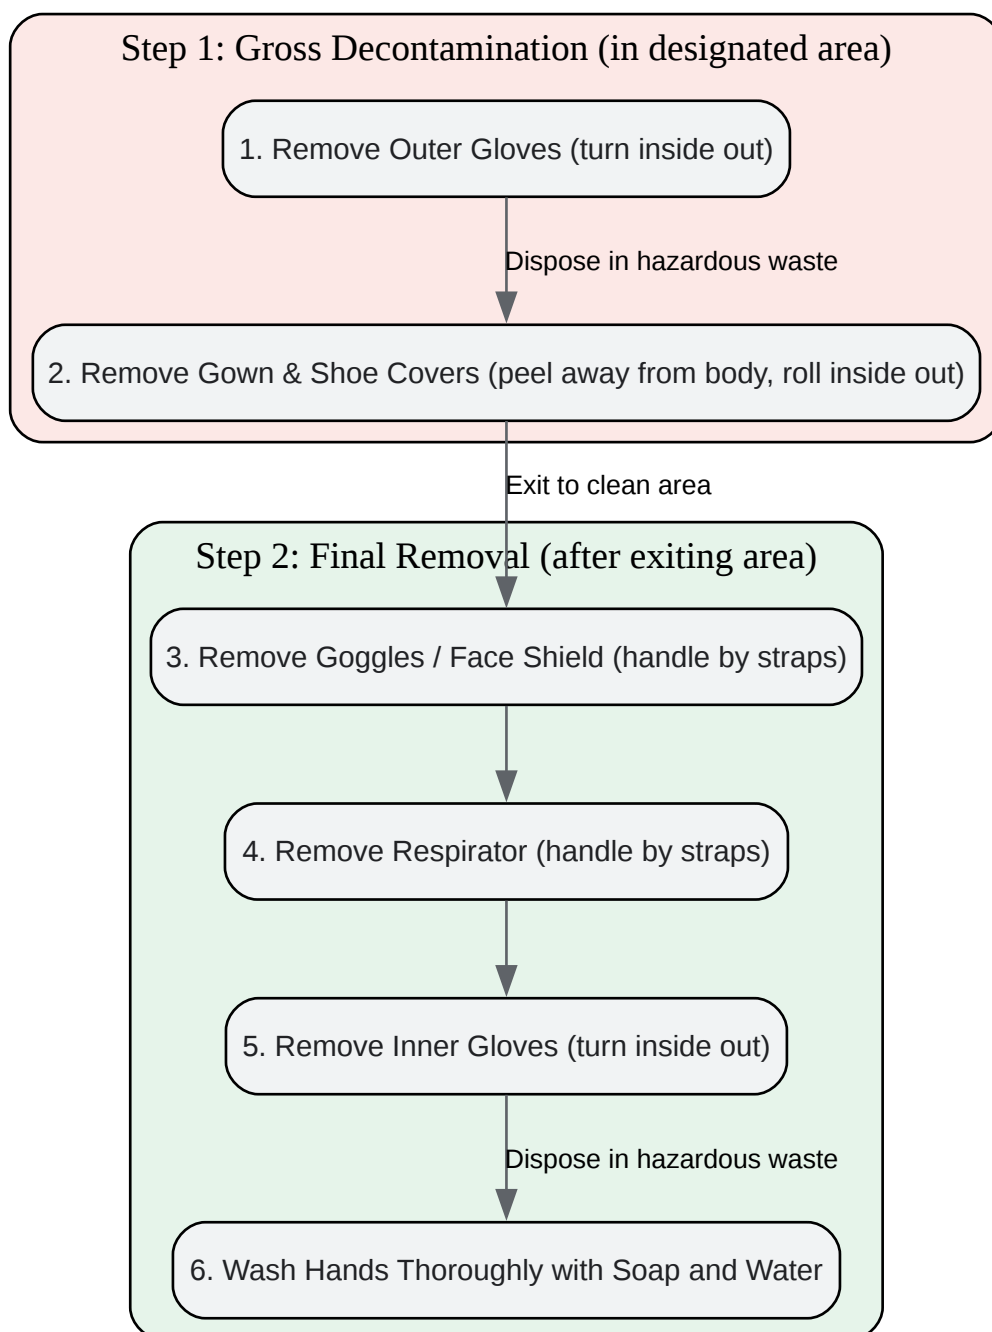 Step 1: Gross Decontamination (in designated area)
1. Remove Outer Gloves (turn inside out)
Dispose in hazardous waste
2. Remove Gown & Shoe Covers (peel away from body, roll inside out)
Exit to clean area
Step 2: Final Removal (after exiting area)
3. Remove Goggles / Face Shield (handle by straps)
4. Remove Respirator (handle by straps)
5. Remove Inner Gloves (turn inside out)
Dispose in hazardous waste
6. Wash Hands Thoroughly with Soap and Water